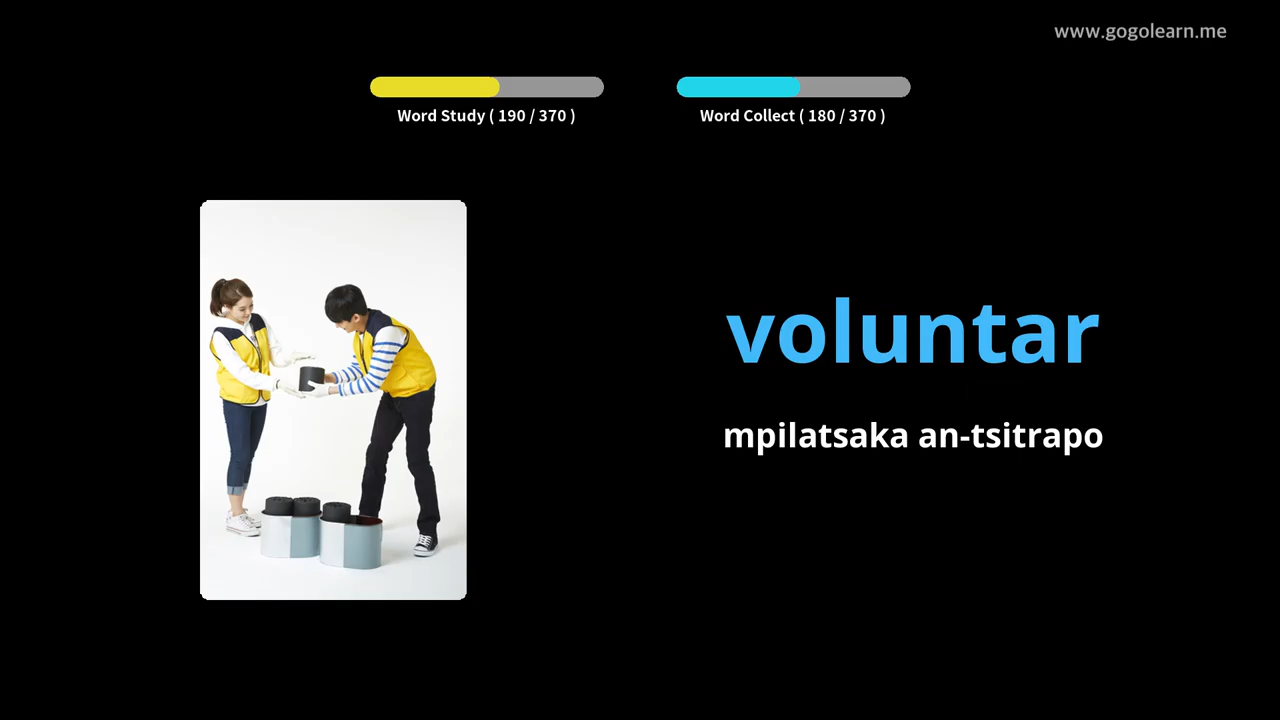 www.gogolearn.me
Word Study ( 190 / 370 )
Word Collect ( 180 / 370 )
voluntar
mpilatsaka an-tsitrapo